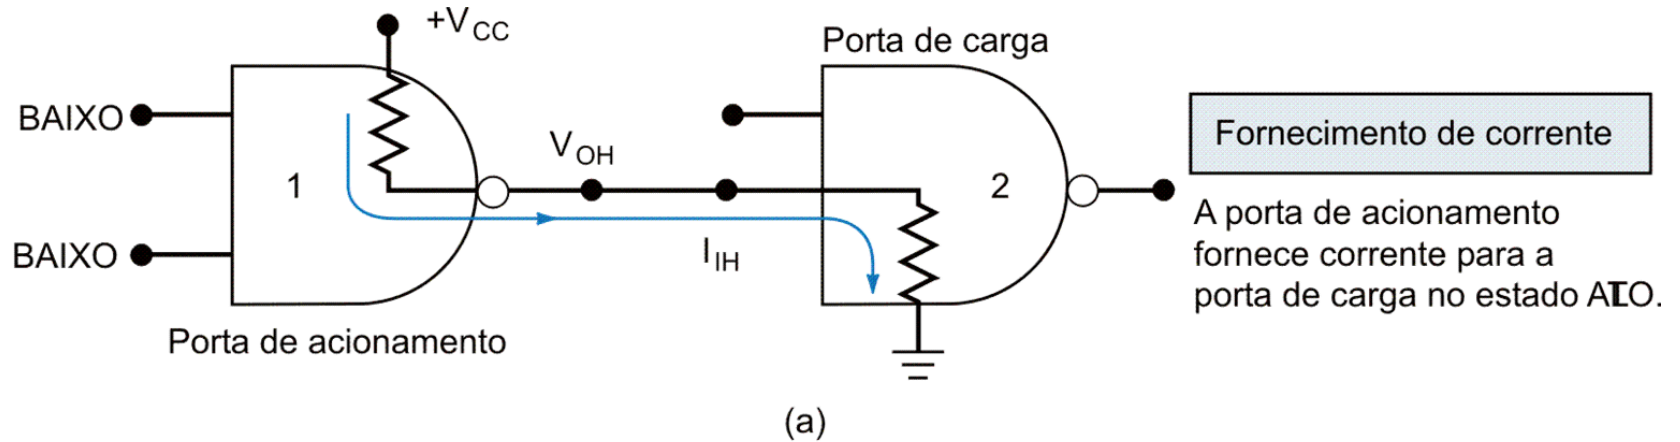 +VCC
Porta de carga
BAIXO
1
VOH
2
Fornecimento de corrente
BAIXO
IIH
A porta de acionamento
fornece corrente para a
porta de carga no estado ALTO.
Porta de acionamento
(a)